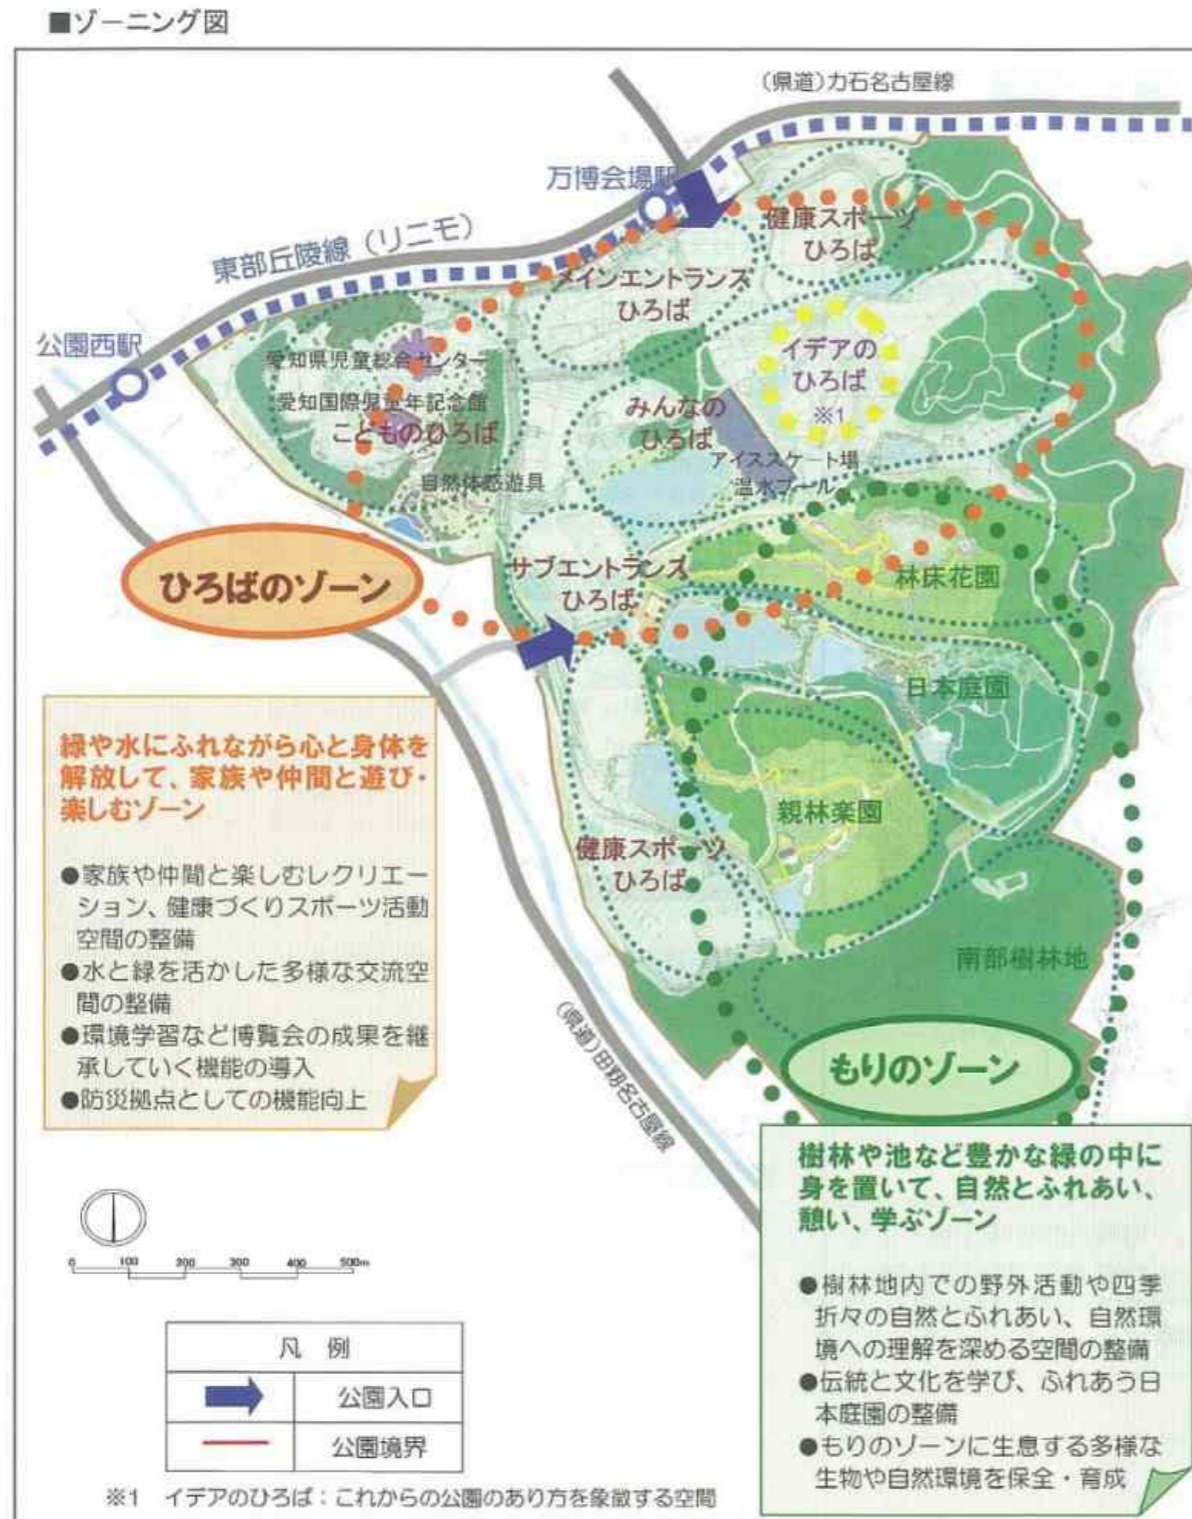 ■ゾーニング図
(県道)力石名古屋線
万博会場駅
東部丘陵線（リニモ）
公園西駅
健康スポーツ
ひろば
メインエントランス
ひろば
イデアの
ひろば
※1
愛知県児童総合センター
愛知国際児童年記念館
こどものひろば
自然体感遊具
みんなの
ひろば
アイススケート場
温水プール
サブエントランス
ひろば
林床花園
ひろばのゾーン
日本庭園
親林楽園
健康スポーツ
ひろば
南部樹林地
(県道)田籾名古屋線
もりのゾーン
緑や水にふれながら心と身体を
解放して、家族や仲間と遊び・
楽しむゾーン
●家族や仲間と楽しむレクリエー
ション、健康づくりスポーツ活動
空間の整備
●水と緑を活かした多様な交流空
間の整備
●環境学習など博覧会の成果を継
承していく機能の導入
●防災拠点としての機能向上
樹林や池など豊かな緑の中に
身を置いて、自然とふれあい、
憩い、学ぶゾーン
●樹林地内での野外活動や四季
折々の自然とふれあい、自然環
境への理解を深める空間の整備
●伝統と文化を学び、ふれあう日
本庭園の整備
●もりのゾーンに生息する多様な
生物や自然環境を保全・育成
0 100 200 300 400 500m
凡 例
公園入口
公園境界
※1 イデアのひろば：これからの公園のあり方を象徴する空間